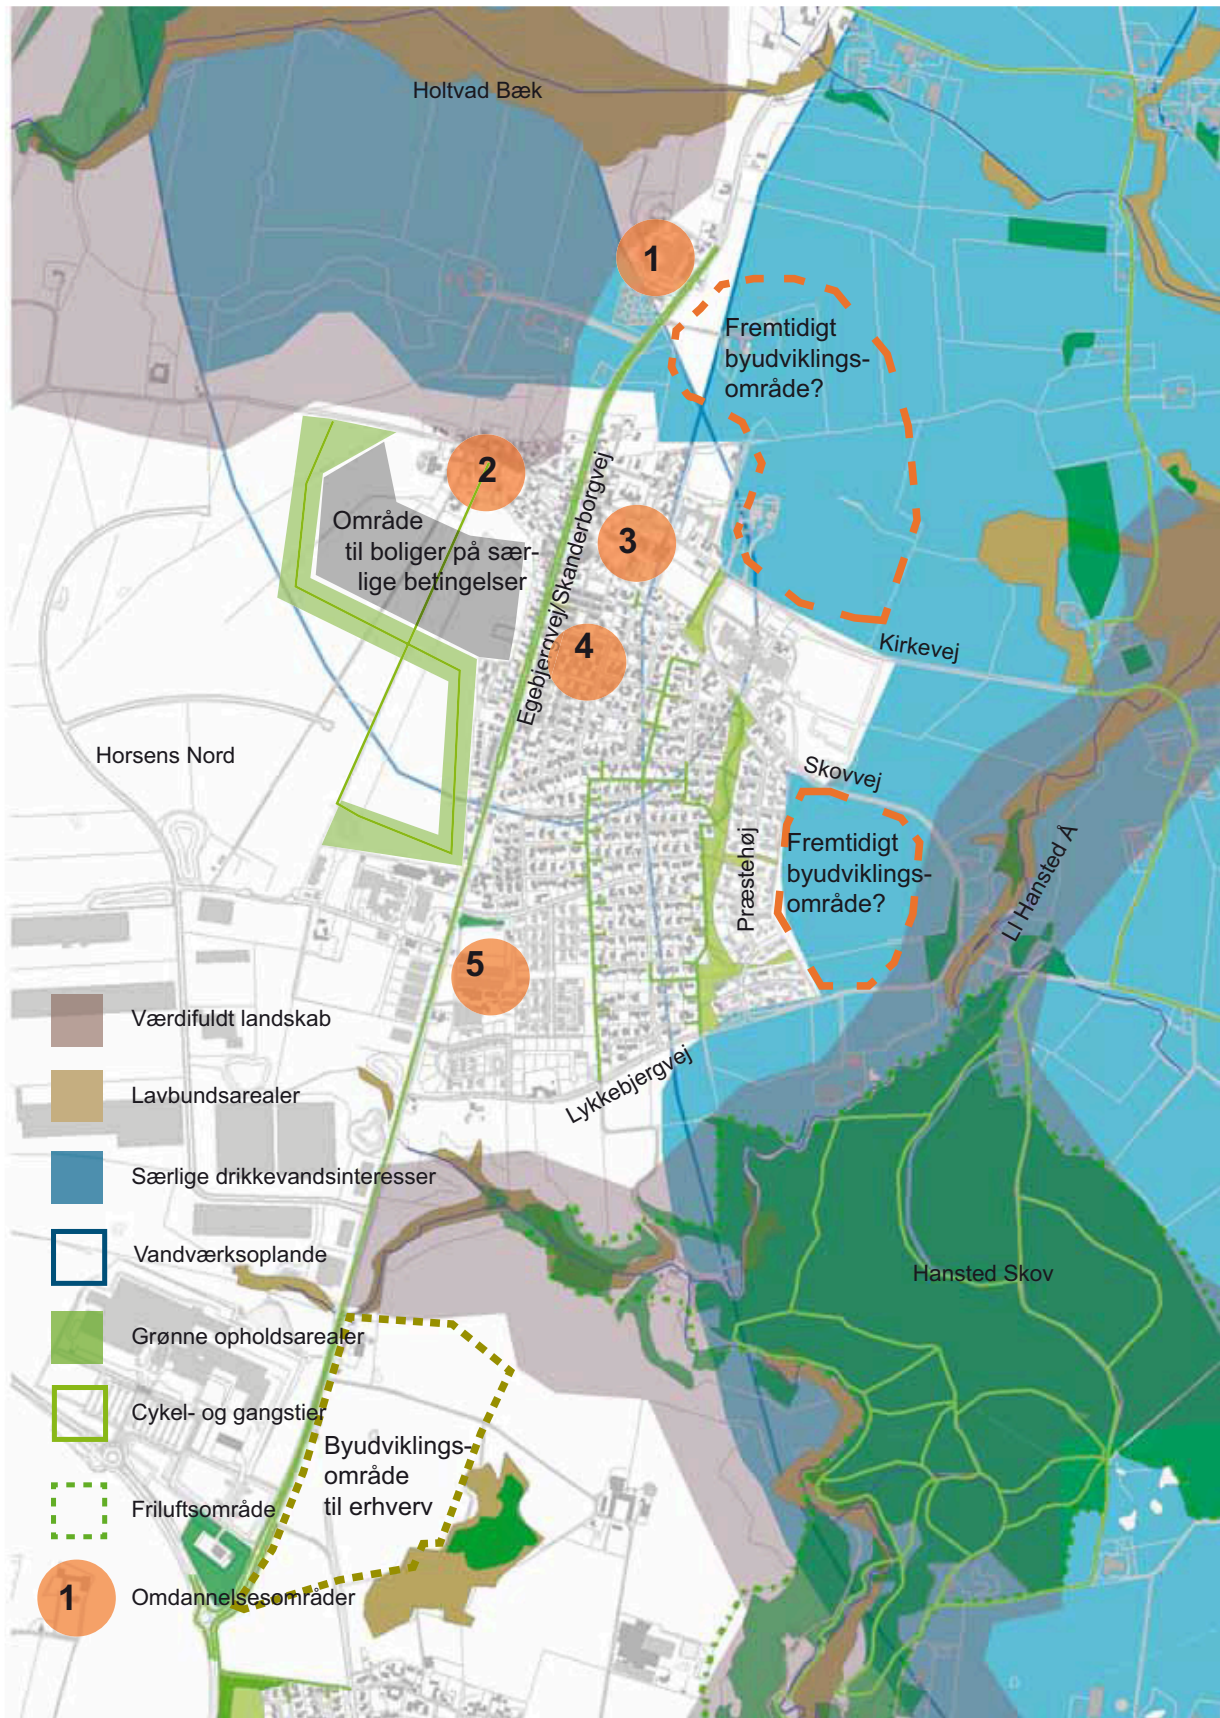 Holtvad Bæk
1
Fremtidigt
byudviklings-
område?
2
Område
til boliger på sær-
lige betingelser
Egebjergvej/Skanderborgvej
3
4
Kirkevej
Horsens Nord
Skovvej
Fremtidigt
byudviklings-
område?
Præstehøj
Ll Hansted Å
5
Lykkebjergvej
Hansted Skov
Byudviklings-
område
til erhverv
Værdifuldt landskab
Lavbundsarealer
Særlige drikkevandsinteresser
Vandværksoplande
Grønne opholdsarealer
Cykel- og gangstier
Friluftsområde
1
Omdannelsesområder